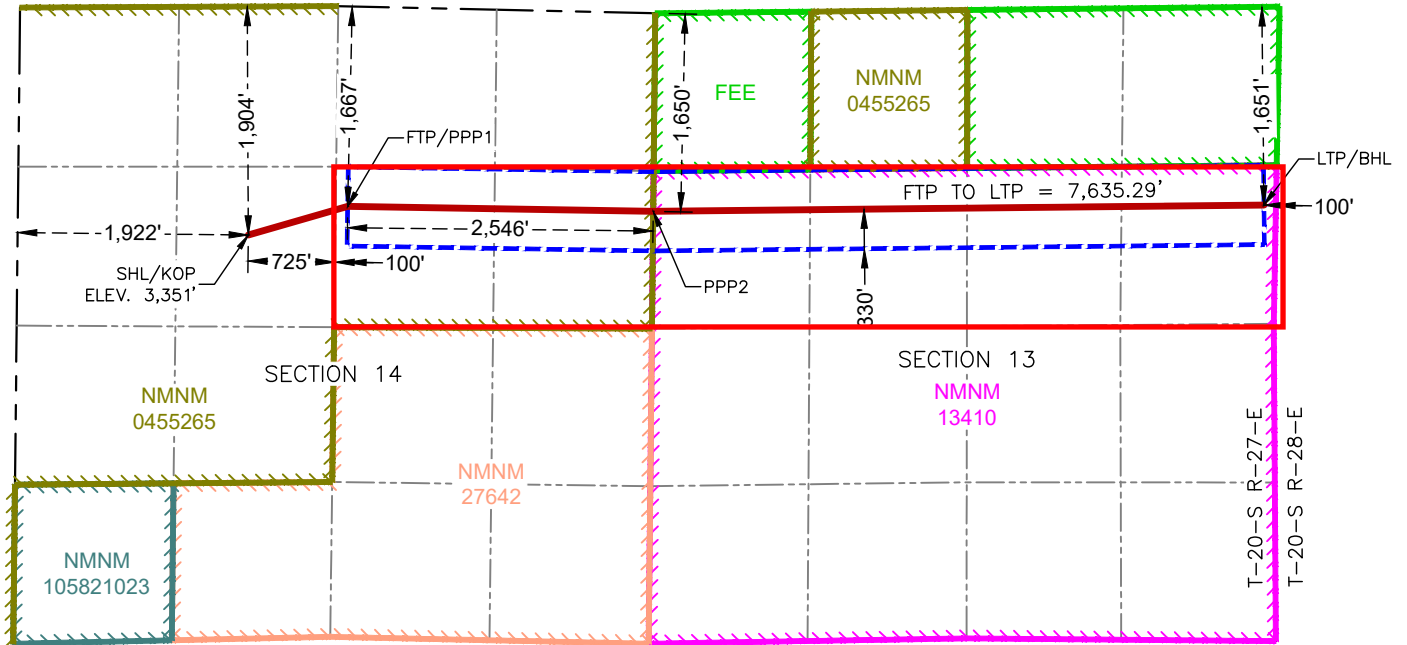 1,904'
1,667'
1,650'
1,651'
FEE
NMNM
0455265
FTP/PPP1
LTP/BHL
FTP TO LTP = 7,635.29'
100'
1,922'
2,546'
725'
100'
SHL/KOP
ELEV. 3,351'
PPP2
330'
SECTION 14
SECTION 13
NMNM
0455265
NMNM
13410
NMNM
27642
NMNM
105821023
T-20-S R-27-E
T-20-S R-28-E